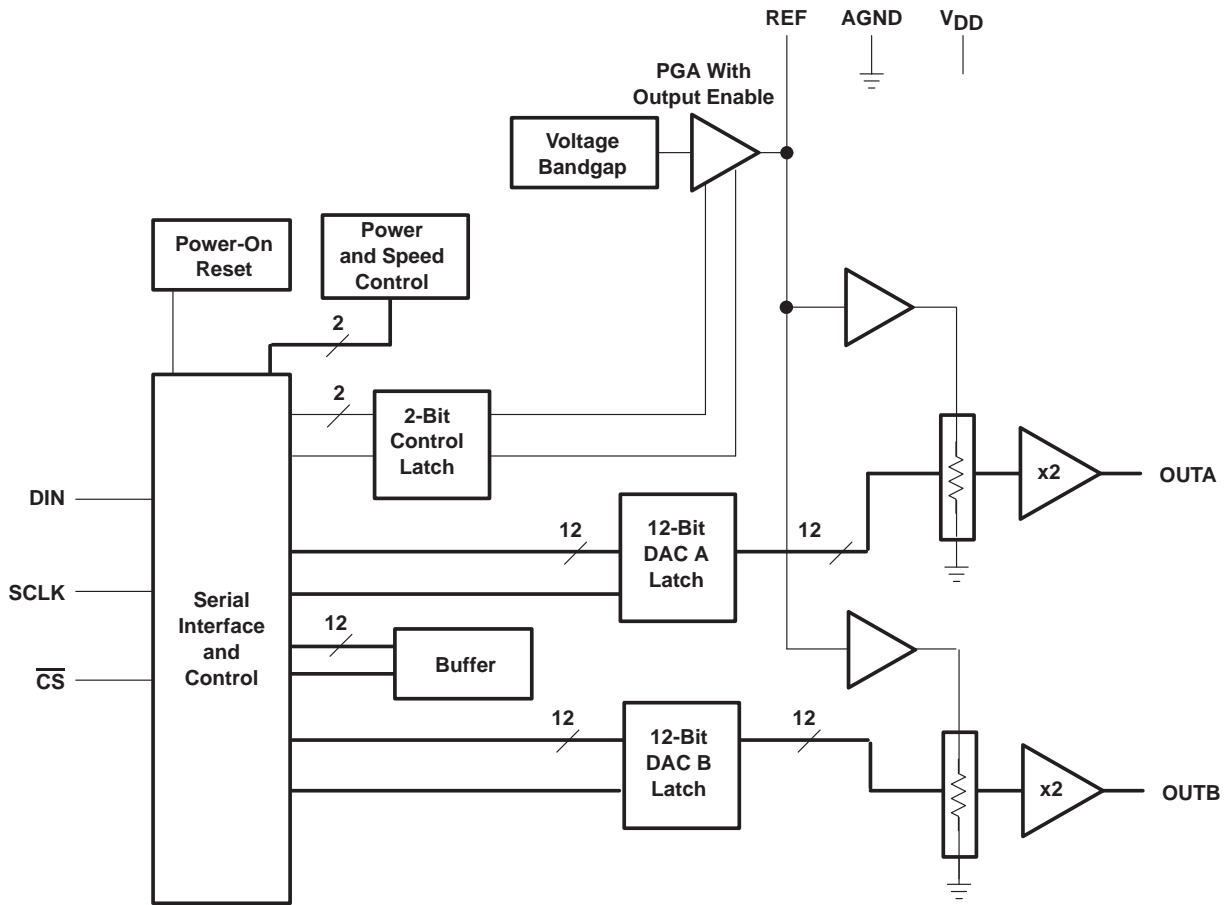 REF AGND VDD
PGA With
Output Enable
Voltage
Bandgap
Power-On
Reset
Power
and Speed
Control
2
2
2-Bit
Control
Latch
x2
OUTA
DIN
12
12-Bit
DAC A
Latch
12
SCLK
Serial
Interface
and
Control
12
Buffer
CS
12
12-Bit
DAC B
Latch
12
x2
OUTB